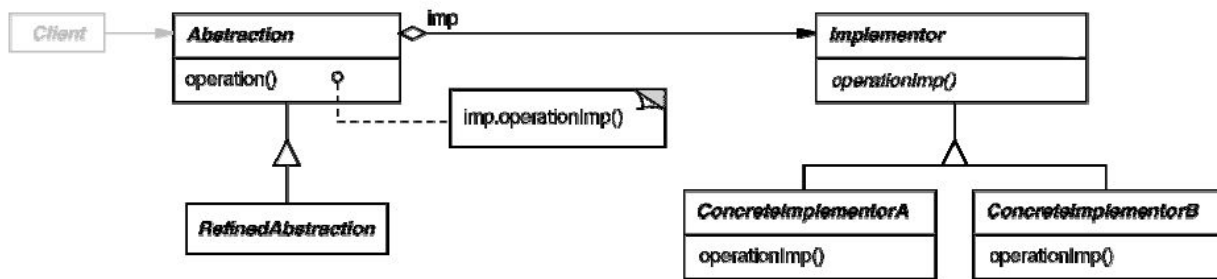 imp
Client
Abstraction
Implementor
operation()
operationImp()
imp.operationImp()
RefinedAbstraction
ConcreteImplementorA
ConcreteImplementorB
operationImp()
operationImp()